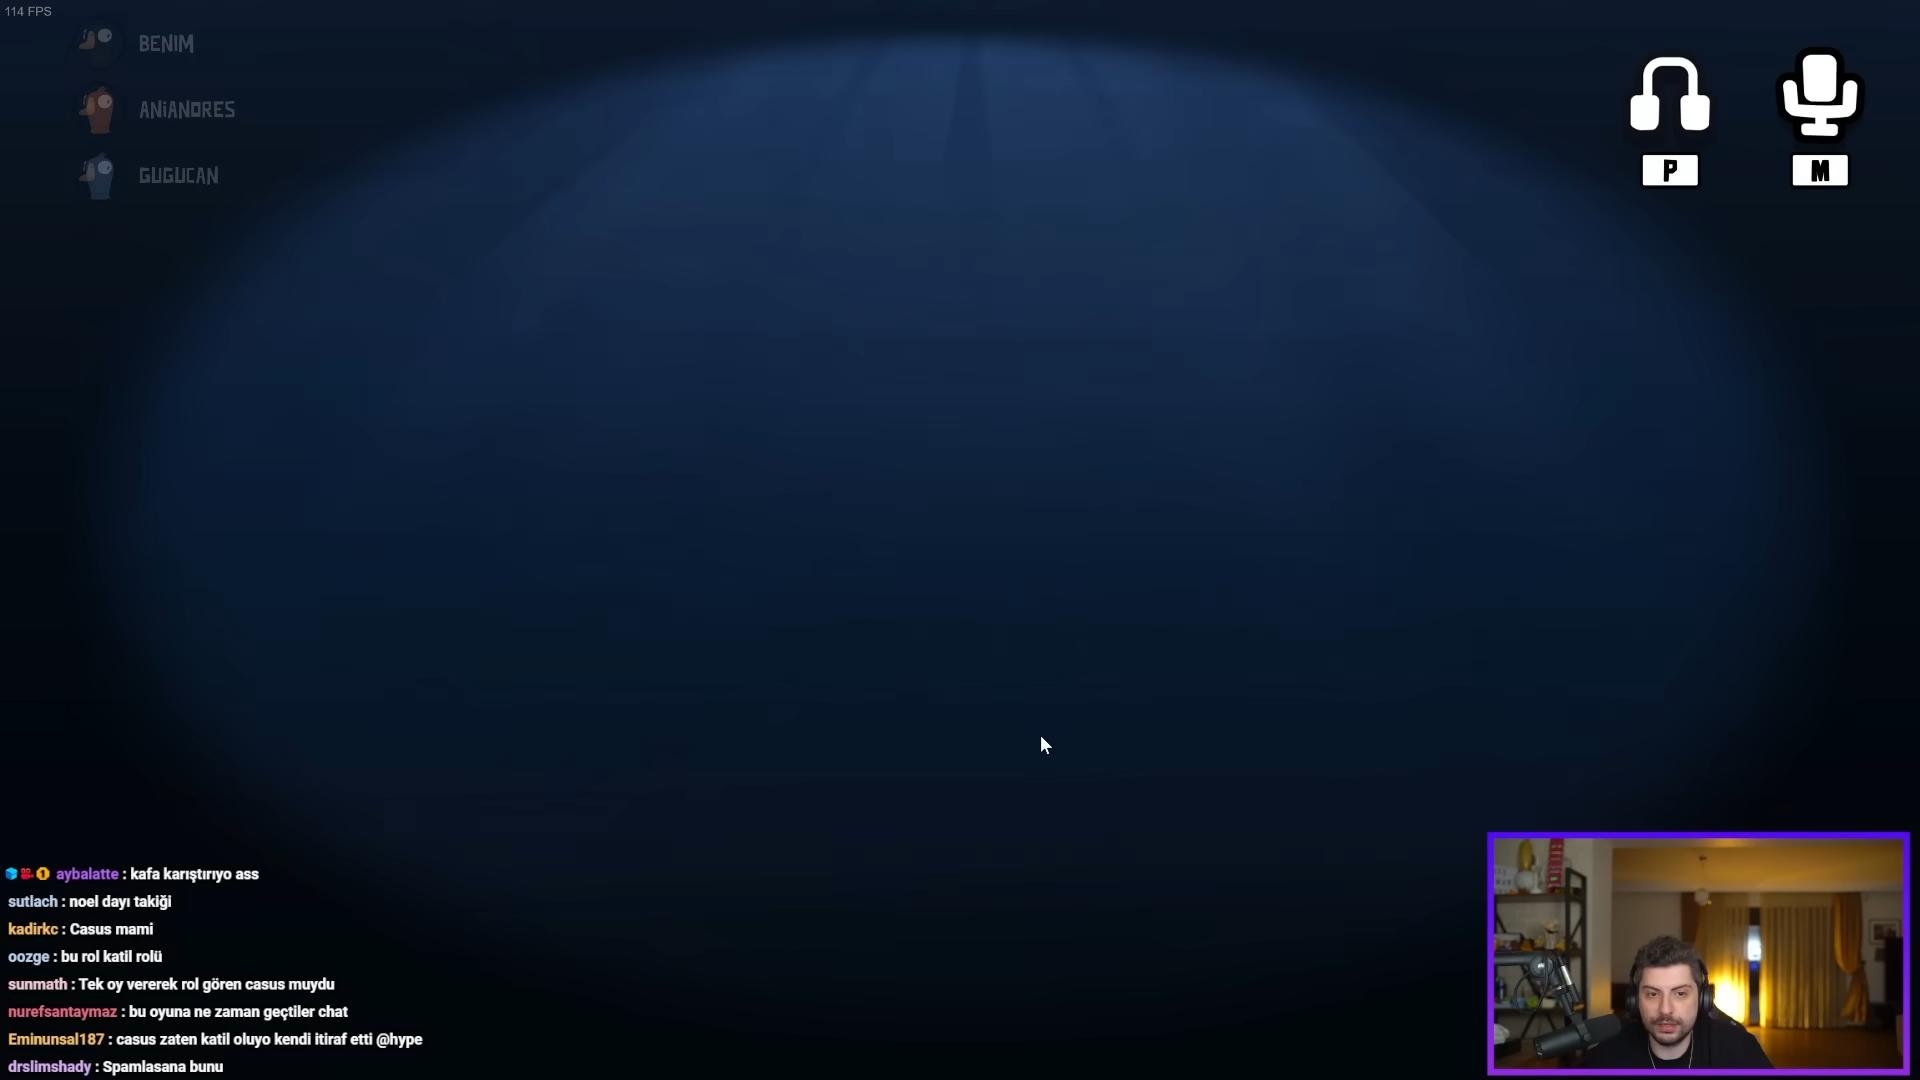 114 FPS
BENIM
ANiANDRES
GUGUCAN
P
M
aybalatte : kafa karıştırıyo ass
sutlach : noel dayı takiği
kadirkc : Casus mami
oozge : bu rol katil rolü
sunmath : Tek oy vererek rol gören casus muydu
nurefsantaymaz : bu oyuna ne zaman geçtiler chat
Eminunsal187 : casus zaten katil oluyo kendi itiraf etti @hype
drslimshady : Spamlasana bunu